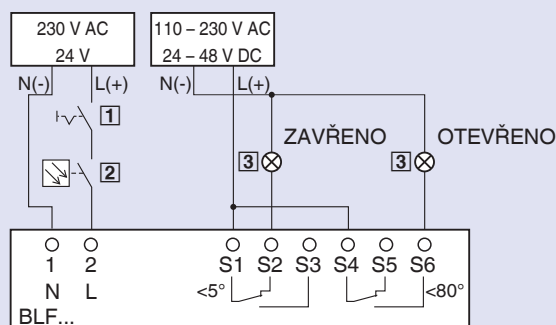 230 V AC
24 V
110 – 230 V AC
24 – 48 V DC
N(-) L(+)
N(-) L(+)
1
ZAVŘENO OTEVŘENO
2
3
3
1 2 S1 S2 S3 S4 S5 S6
N L <5° <80°
BLF...